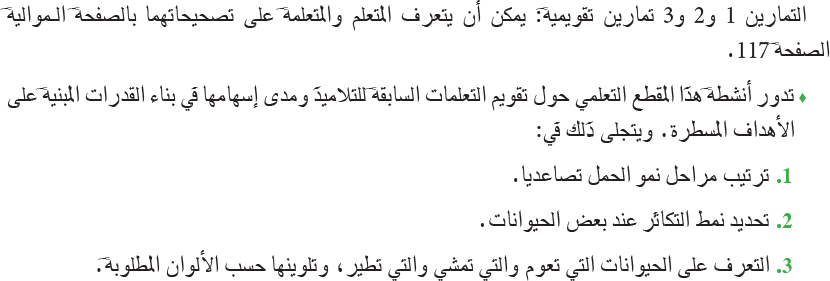 التمارين 1 و2 و3 تمارين تقويمية: يمكن أن يتعرف المتعلم والمتعلمة على تصحيحاتهما بالصفحة الـموالية
الصفحة 117.
♦ تدور أنشطة هذا المقطع التعلمي حول تقويم التعلمات السابقة للتلاميذ ومدى إسهامها في بناء القدرات المبنية على
الأهداف المسطرة. ويتجلى ذلك في:
1. ترتيب مراحل نمو الحمل تصاعديا.
2. تحديد نمط التكاثر عند بعض الحيوانات.
3. التعرف على الحيوانات التي تعوم والتي تمشي والتي تطير، وتلوينها حسب الألوان المطلوبة.